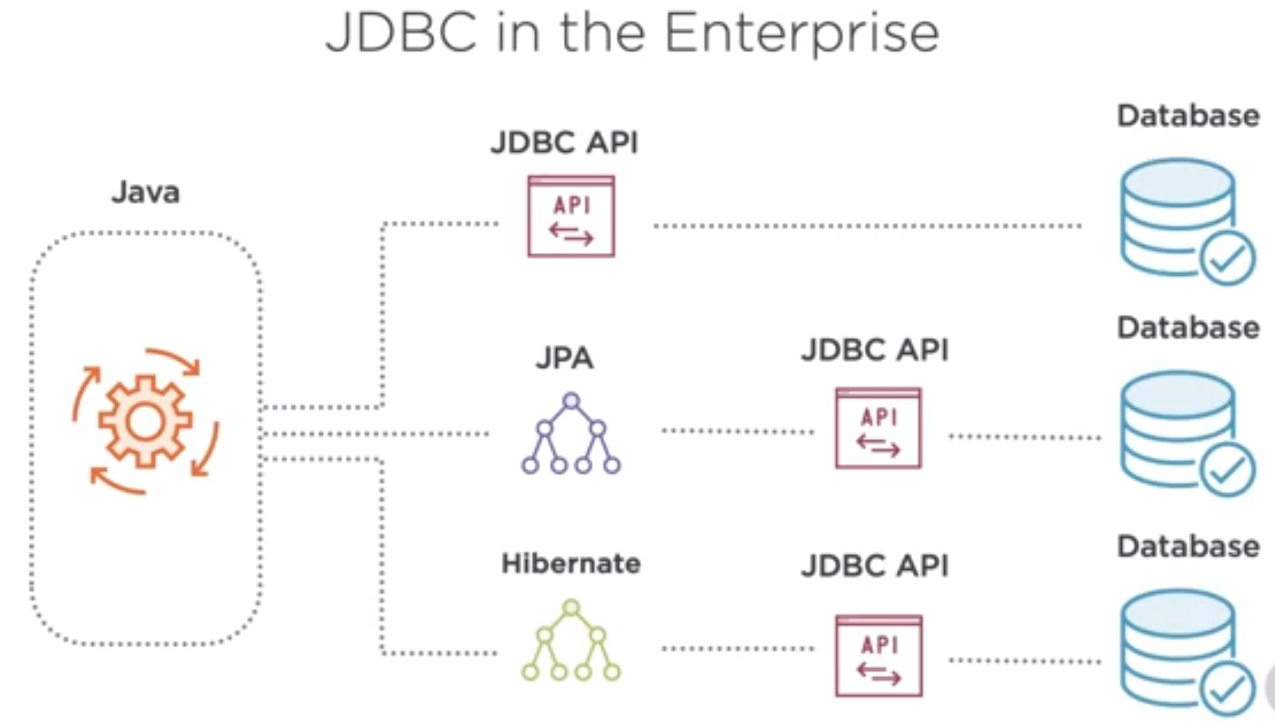 JDBC in the Enterprise
Java
JDBC API
API
Database
JPA
JDBC API
API
Database
Hibernate
JDBC API
API
Database